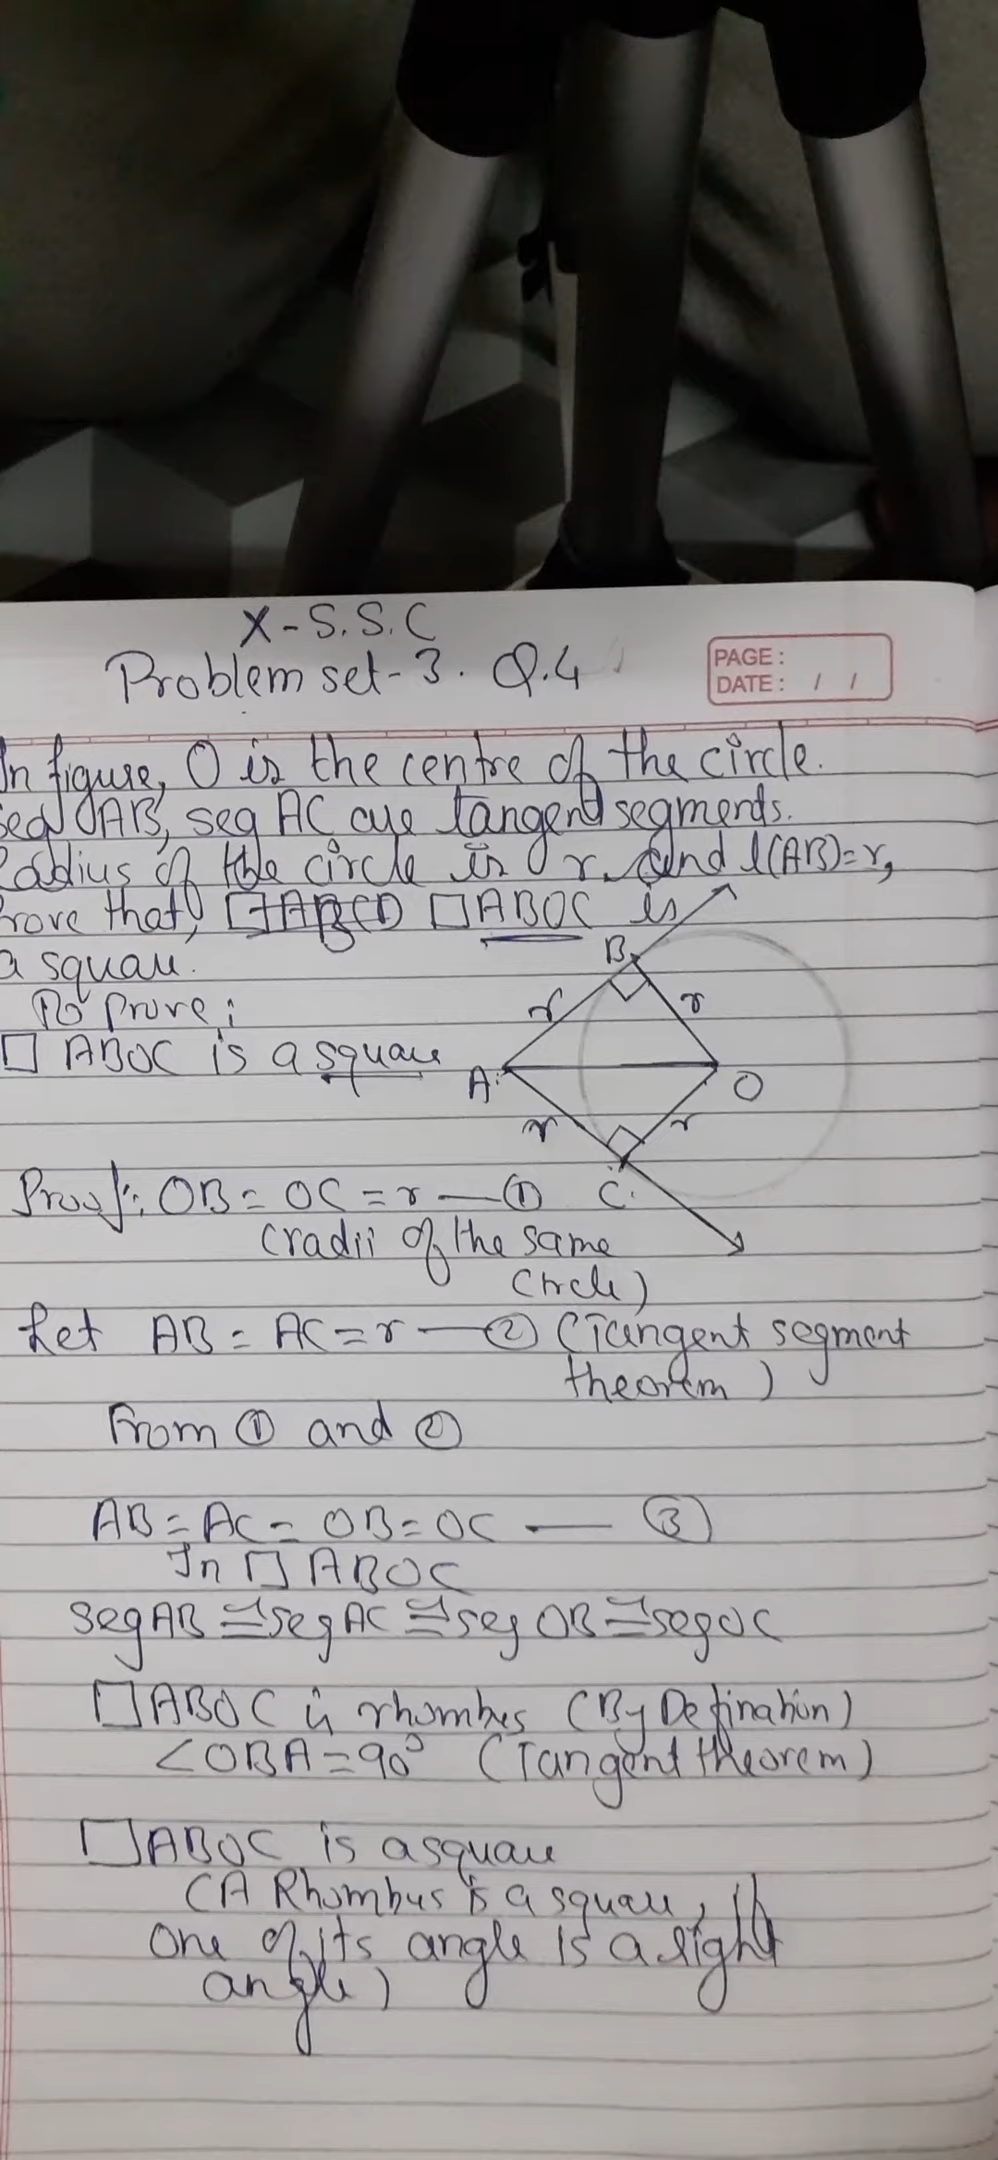 X-S.S.C
Problem set-3. Q.4
PAGE:
DATE: / /
In figure, O is the centre of the circle.
seg AB, seg AC are tangent segments.
Radius of the circle is r and l(AB)=r,
Prove that, □ABCD □ABOC is
a square.
To Prove:
□ ABOC is a square
B
r
r
A
O
r
r
C
Proof: OB = OC = r — ①
(radii of the same
circle)
Let AB = AC = r — ② (Tangent segment
theorem)
From ① and ②
AB = AC = OB = OC — ③
In □ ABOC
seg AB ≅ seg AC ≅ seg OB ≅ seg OC
□ABOC is rhombus (By Defination)
∠OBA = 90° (Tangent theorem)
□ABOC is a square
(A Rhombus is a square, if
one of its angle is a right
angle)